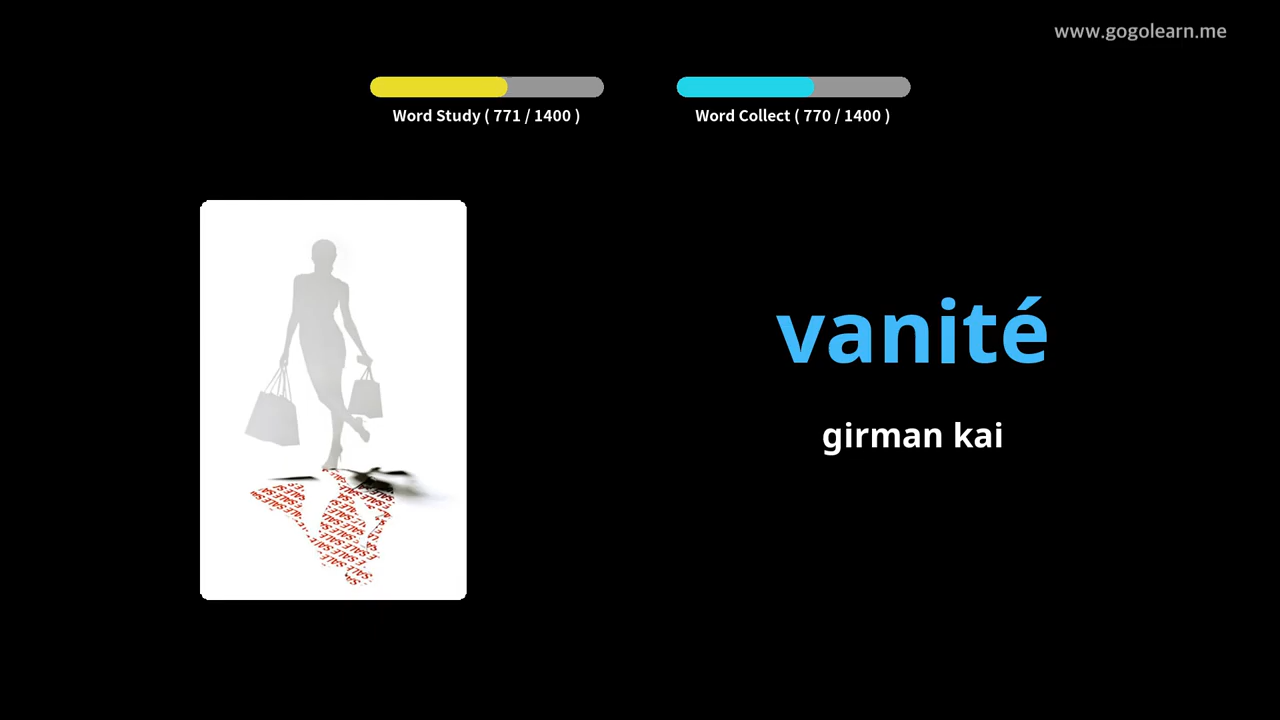 www.gogolearn.me
Word Study ( 771 / 1400 )
Word Collect ( 770 / 1400 )
vanité
girman kai